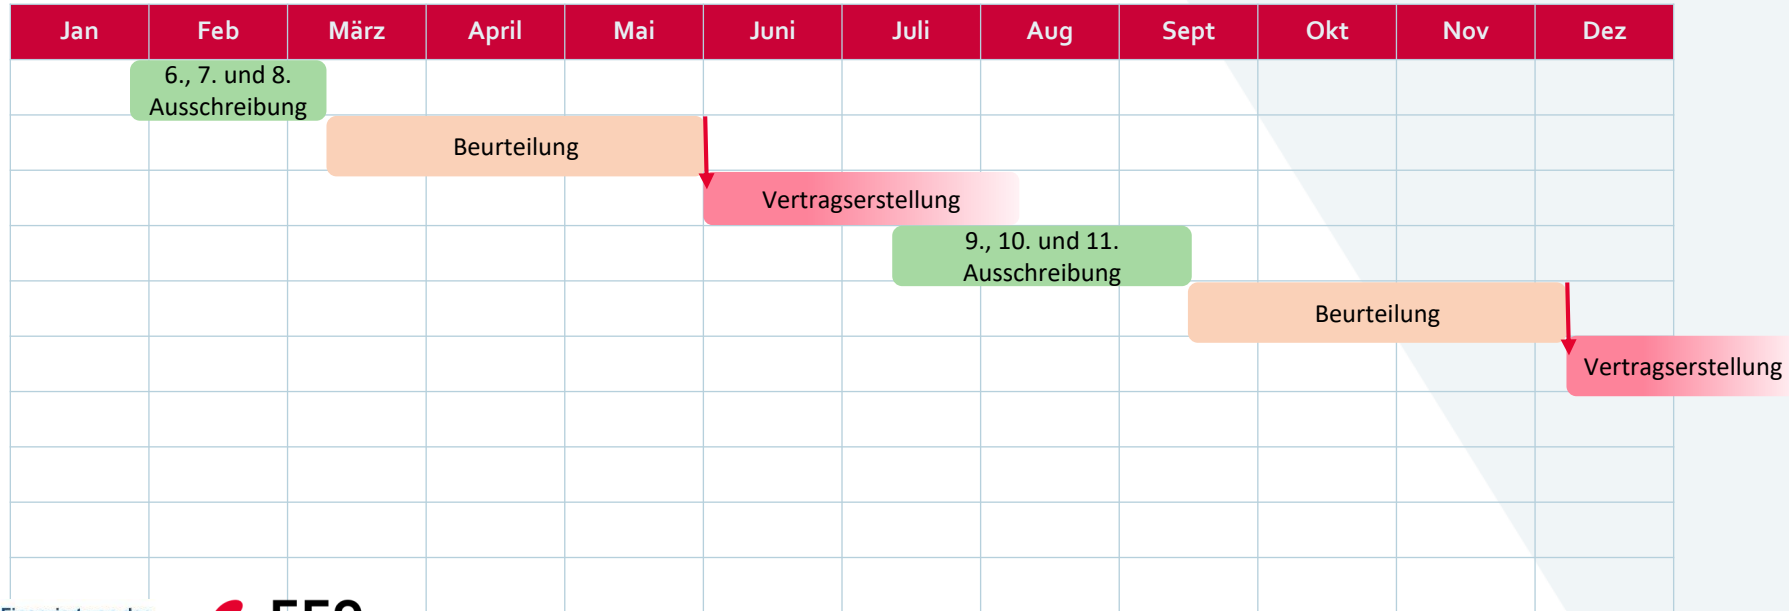 Jan Feb März April Mai Juni Juli Aug Sept Okt Nov Dez
6., 7. und 8.
Ausschreibung
Beurteilung
Vertragserstellung
9., 10. und 11.
Ausschreibung
Beurteilung
Vertragserstellung